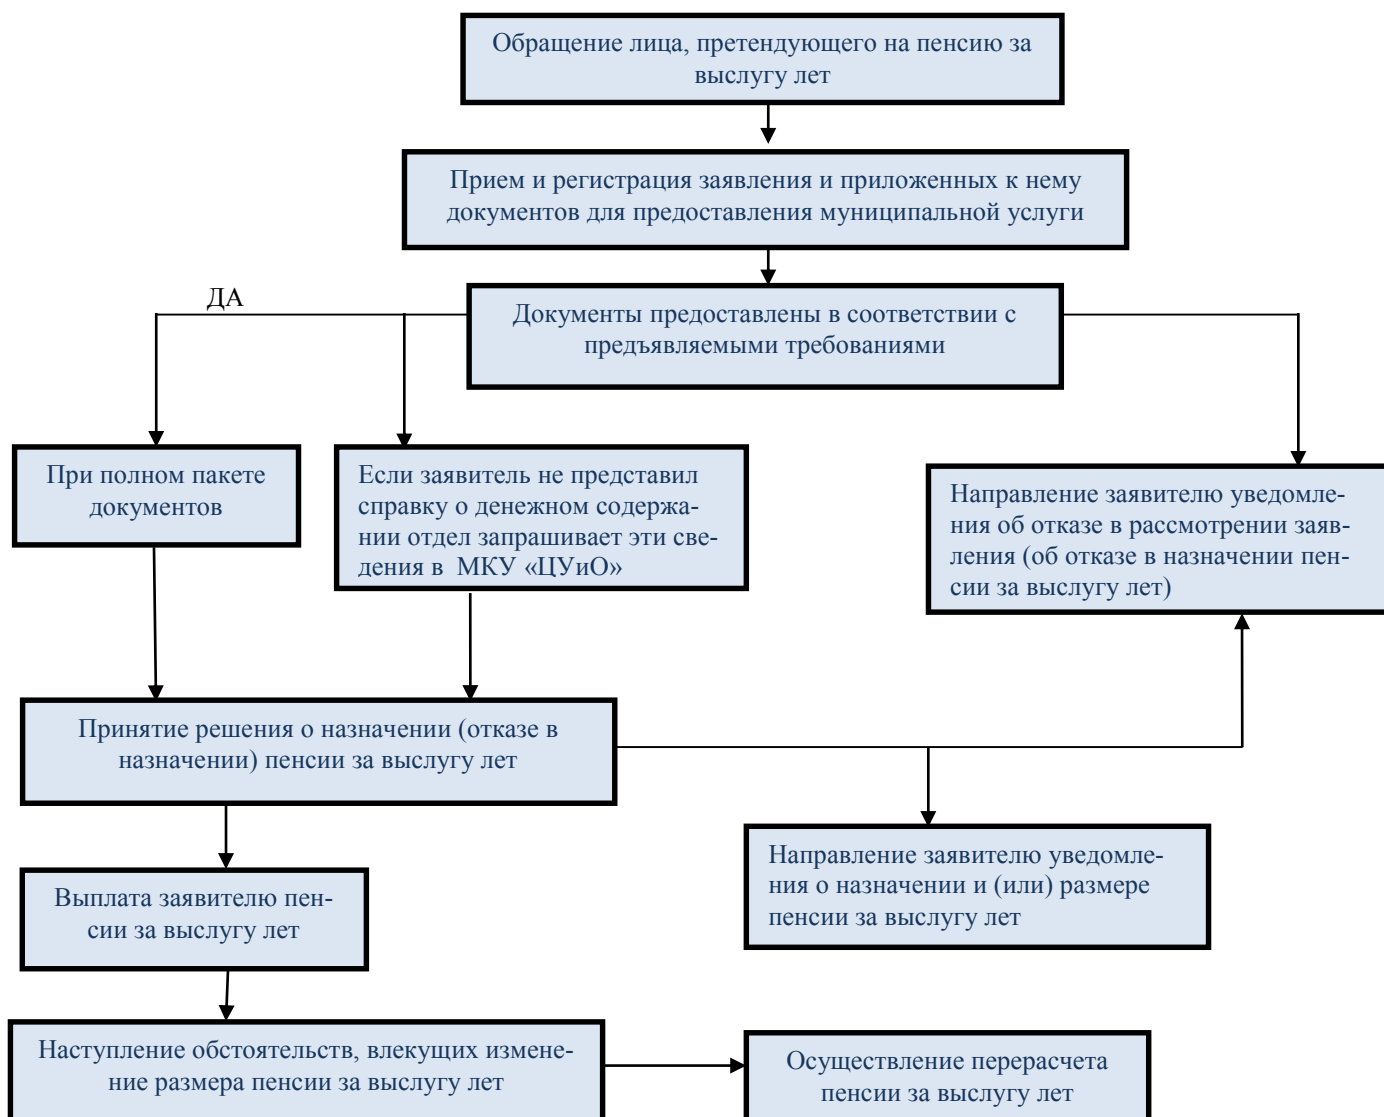 Обращение лица, претендующего на пенсию за
выслугу лет
Прием и регистрация заявления и приложенных к нему
документов для предоставления муниципальной услуги
ДА
Документы предоставлены в соответствии с
предъявляемыми требованиями
При полном пакете
документов
Если заявитель не представил
справку о денежном содержа-
нии отдел запрашивает эти све-
дения в МКУ «ЦУиО»
Направление заявителю уведомле-
ния об отказе в рассмотрении заяв-
ления (об отказе в назначении пен-
сии за выслугу лет)
Принятие решения о назначении (отказе в
назначении) пенсии за выслугу лет
Направление заявителю уведомле-
ния о назначении и (или) размере
пенсии за выслугу лет
Выплата заявителю пен-
сии за выслугу лет
Наступление обстоятельств, влекущих измене-
ние размера пенсии за выслугу лет
Осуществление перерасчета
пенсии за выслугу лет